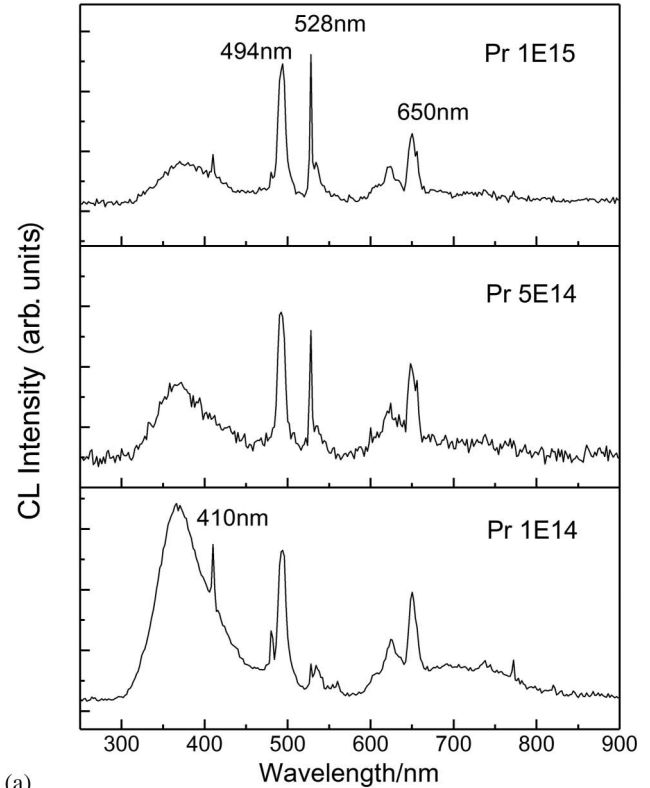 528nm
494nm
Pr 1E15
650nm
Pr 5E14
CL Intensity (arb. units)
410nm
Pr 1E14
300 400 500 600 700 800 900
Wavelength/nm
(a)